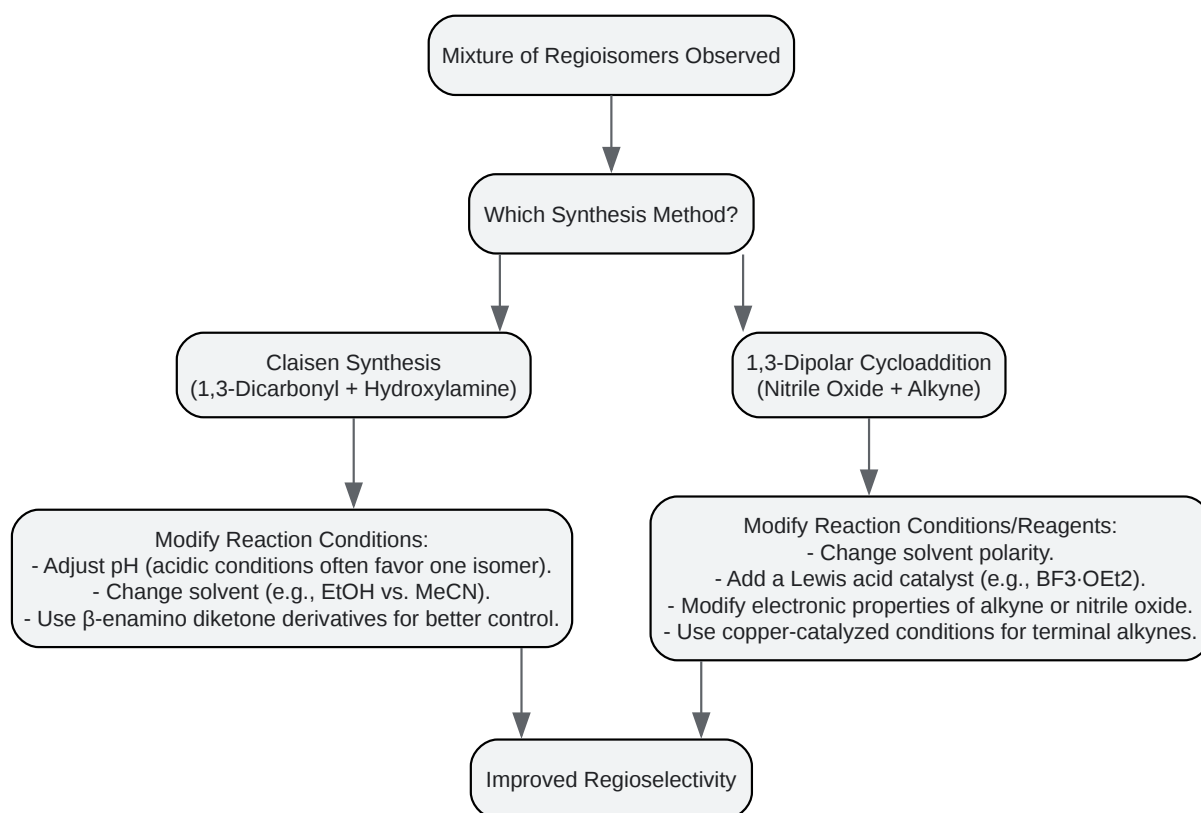 Mixture of Regioisomers Observed
Which Synthesis Method?
Claisen Synthesis
(1,3-Dicarbonyl + Hydroxylamine)
1,3-Dipolar Cycloaddition
(Nitrile Oxide + Alkyne)
Modify Reaction Conditions:
- Adjust pH (acidic conditions often favor one isomer).
- Change solvent (e.g., EtOH vs. MeCN).
- Use β-enamino diketone derivatives for better control.
Modify Reaction Conditions/Reagents:
- Change solvent polarity.
- Add a Lewis acid catalyst (e.g., BF3·OEt2).
- Modify electronic properties of alkyne or nitrile oxide.
- Use copper-catalyzed conditions for terminal alkynes.
Improved Regioselectivity